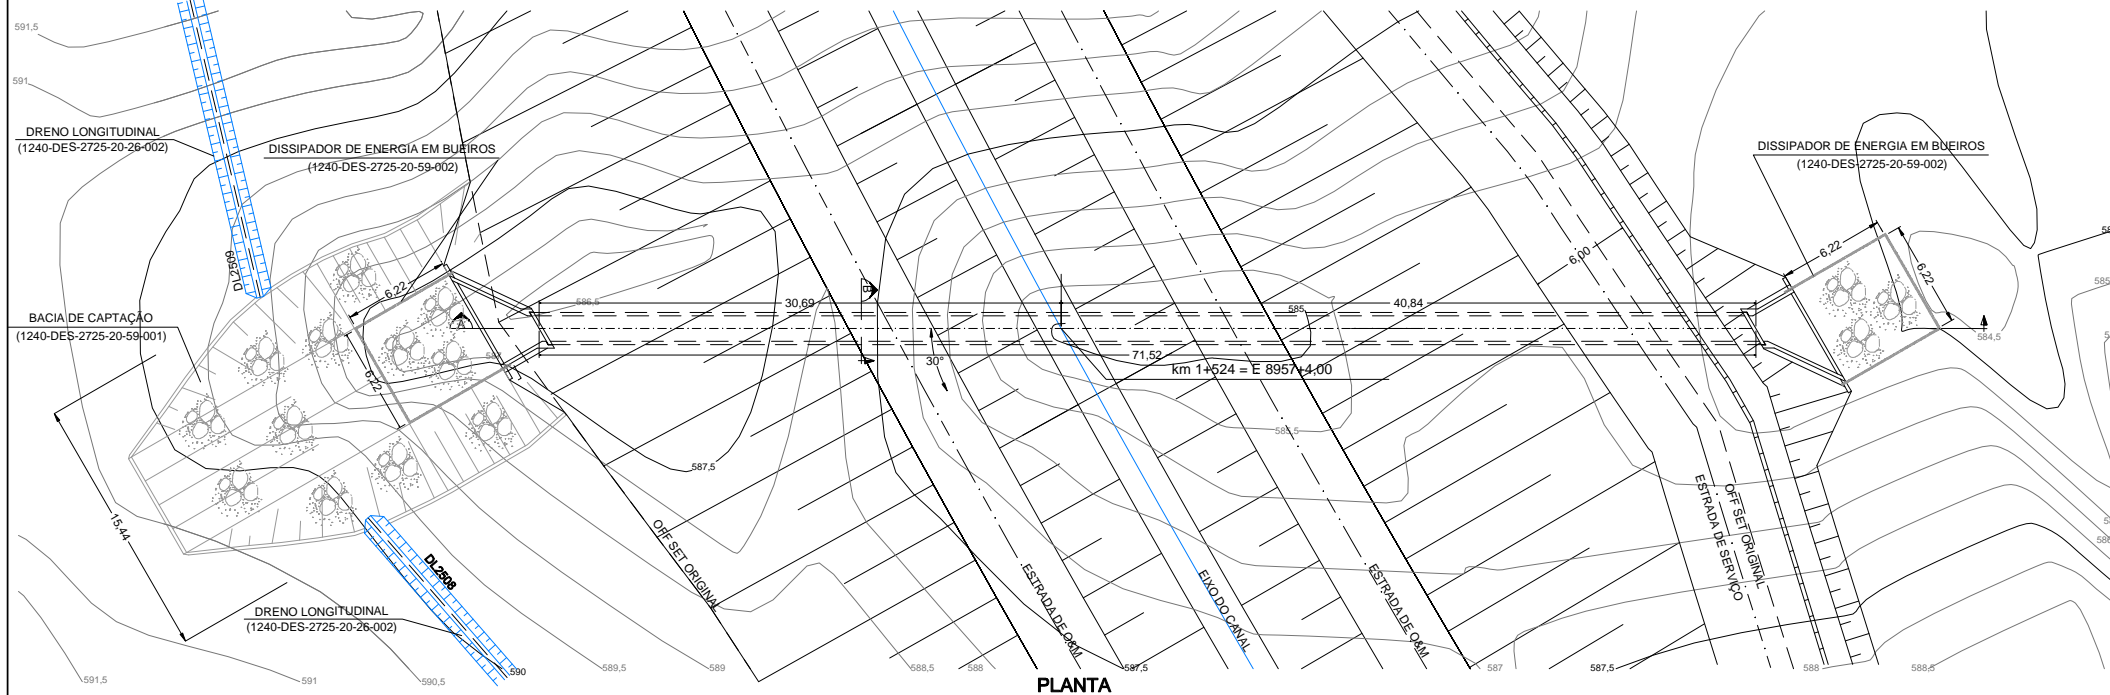 591,5
591
DRENO LONGITUDINAL
(1240-DES-2725-20-26-002)
DISSIPADOR DE ENERGIA EM BUEIROS
(1240-DES-2725-20-59-002)
DISSIPADOR DE ENERGIA EM BUEIROS
(1240-DES-2725-20-59-002)
DL2509
6,22
6,22
6,00
6,22
6,22
BACIA DE CAPTAÇÃO
(1240-DES-2725-20-59-001)
A
B
586,5
30,69
585
40,84
584,5
587
71,52
30°
km 1+524 = E 8957+4,00
585,5
587,5
15,44
OFF SET ORIGINAL
ESTRADA DE O&M
EIXO DO CANAL
ESTRADA DE O&M
ESTRADA DE SERVIÇO
OFF SET ORIGINAL
DL2508
DRENO LONGITUDINAL
(1240-DES-2725-20-26-002)
591,5
591
590,5
590
589,5
589
588,5
588
587,5
587
587,5
588
588,5
PLANTA